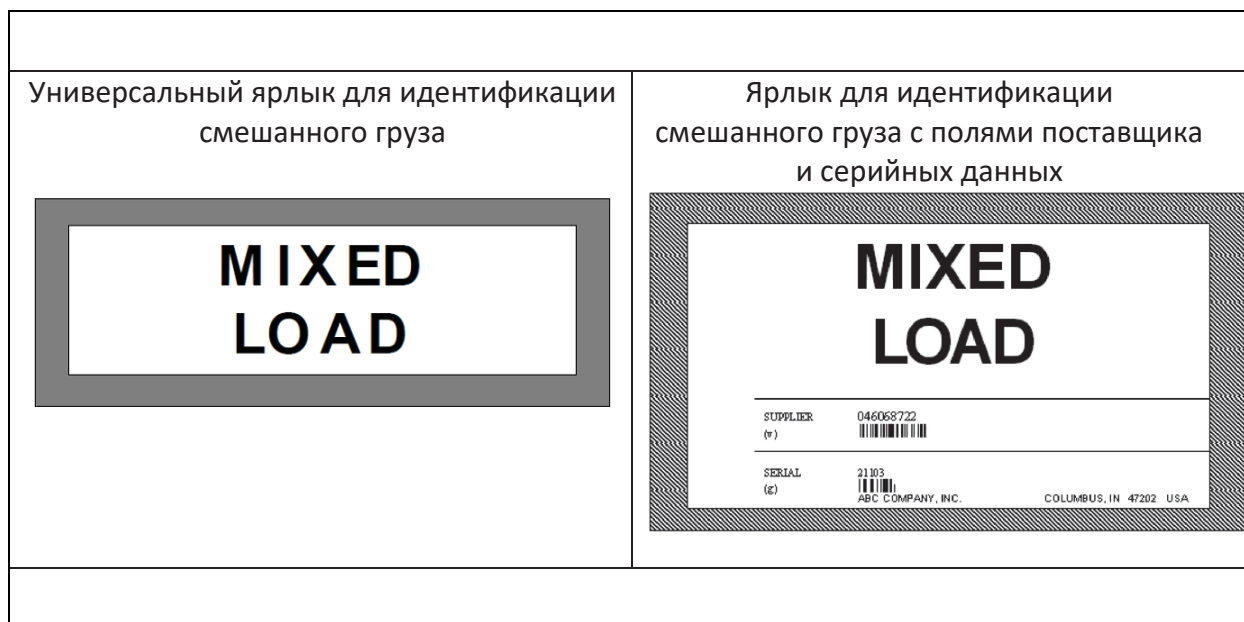 Универсальный ярлык для идентификации
смешанного груза
MIXED
LOAD
Ярлык для идентификации
смешанного груза с полями поставщика
и серийных данных
MIXED
LOAD
SUPPLIER 046068722
(v)
SERIAL 21103
(g)
ABC COMPANY, INC. COLUMBUS, IN 47202 USA